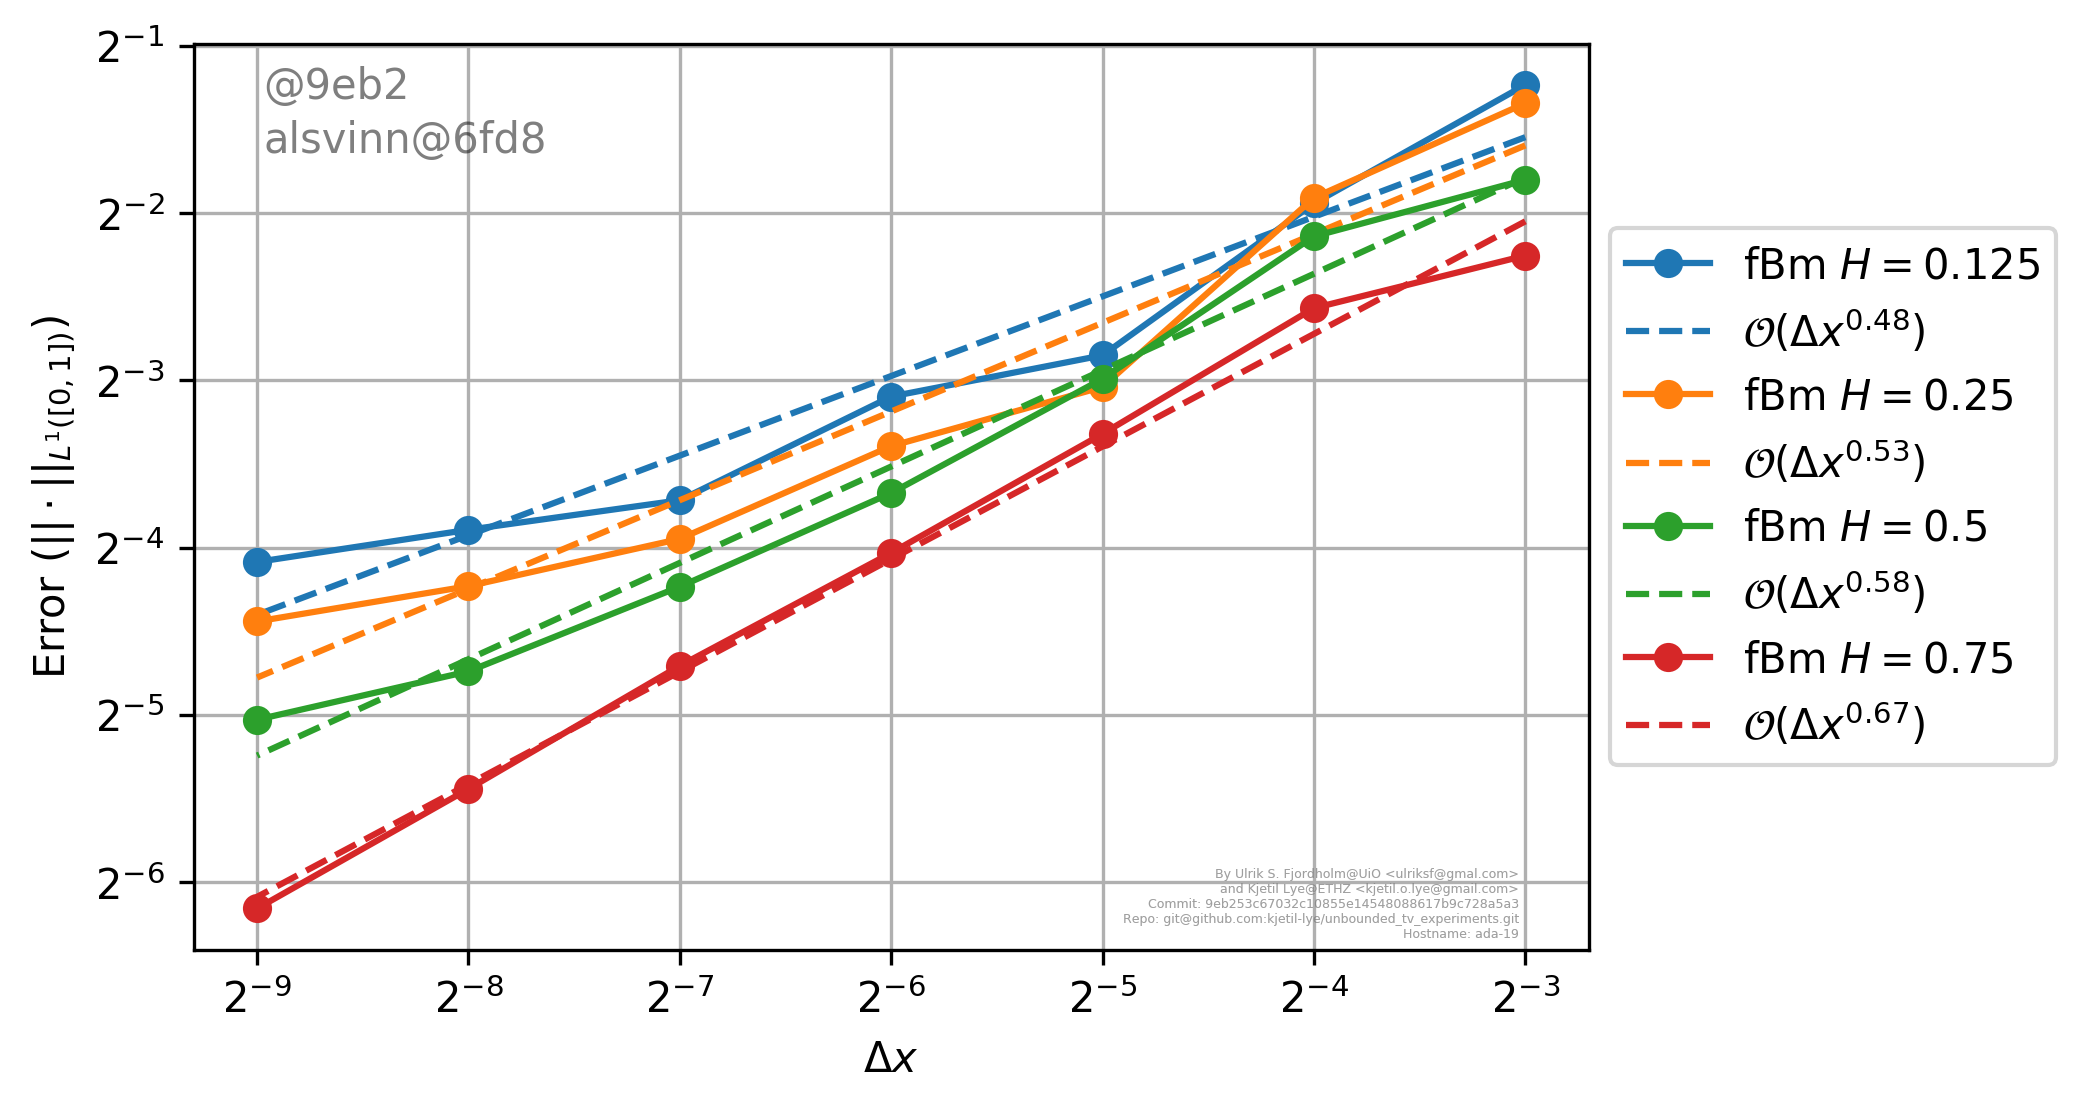 @9eb2
alsvinn@6fd8
2⁻¹
2⁻²
2⁻³
2⁻⁴
2⁻⁵
2⁻⁶
Error (|| · ||_{L¹([0, 1])})
2⁻⁹ 2⁻⁸ 2⁻⁷ 2⁻⁶ 2⁻⁵ 2⁻⁴ 2⁻³
Δx
By Ulrik S. Fjordholm@UiO <ulriksf@gmal.com>
and Kjetil Lye@ETHZ <kjetil.o.lye@gmail.com>
Commit: 9eb253c67032c10855e14548088617b9c728a5a3
Repo: git@github.com:kjetil-lye/unbounded_tv_experiments.git
Hostname: ada-19
fBm H = 0.125
𝒪(Δx^{0.48})
fBm H = 0.25
𝒪(Δx^{0.53})
fBm H = 0.5
𝒪(Δx^{0.58})
fBm H = 0.75
𝒪(Δx^{0.67})